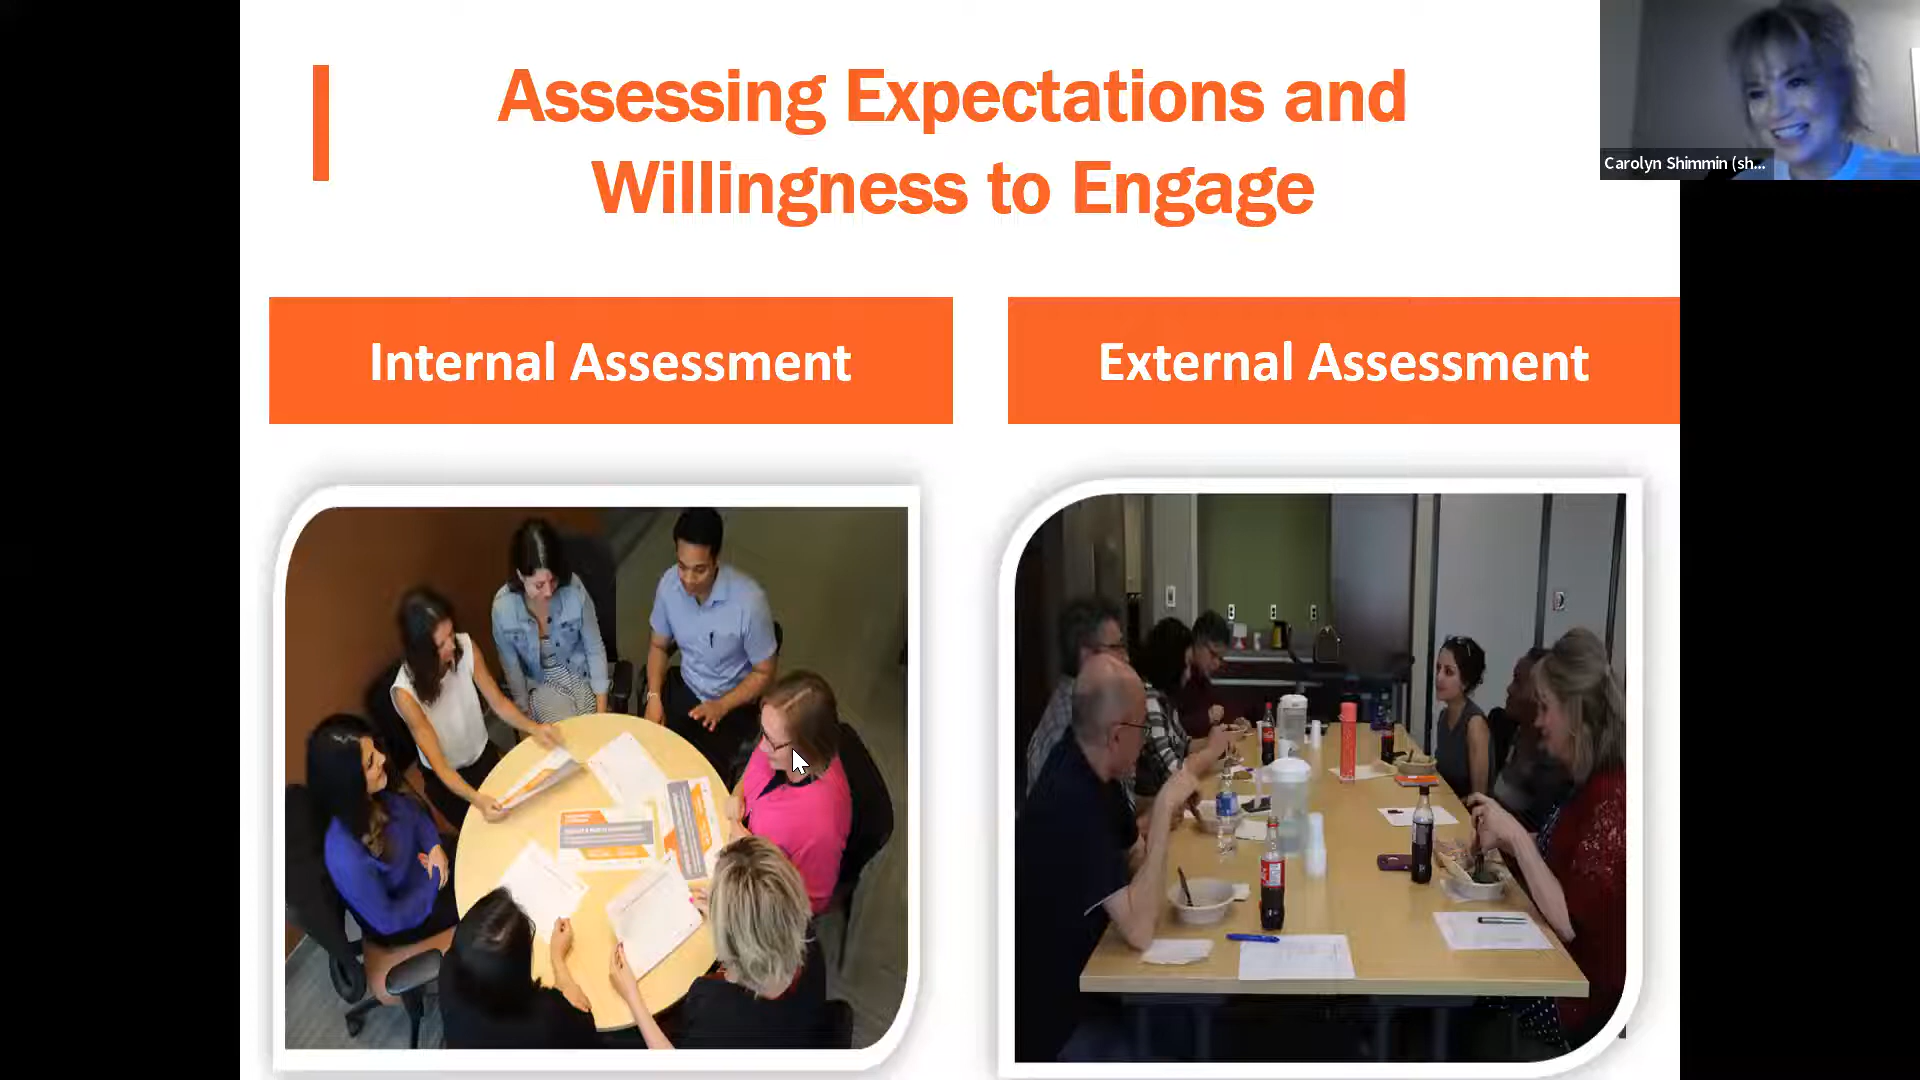 Assessing Expectations and
Willingness to Engage
Carolyn Shimmin (sh...
Internal Assessment
External Assessment